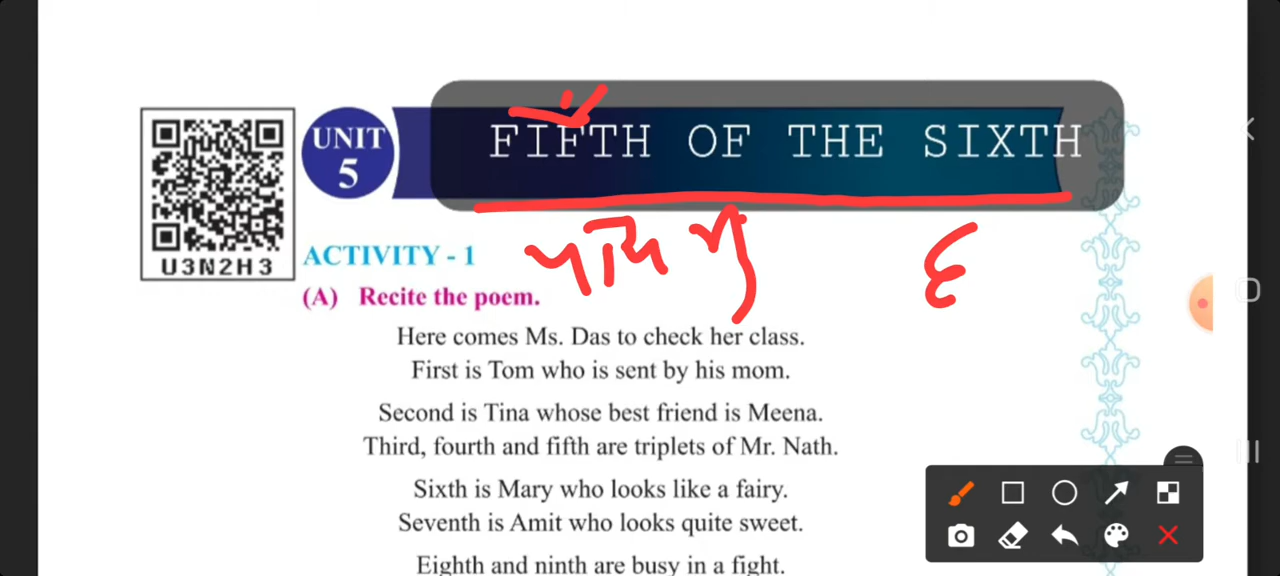 UNIT
5
FIFTH OF THE SIXTH
U3N2H3
ACTIVITY - 1
(A) Recite the poem.
Here comes Ms. Das to check her class.
First is Tom who is sent by his mom.
Second is Tina whose best friend is Meena.
Third, fourth and fifth are triplets of Mr. Nath.
Sixth is Mary who looks like a fairy.
Seventh is Amit who looks quite sweet.
Eighth and ninth are busy in a fight.